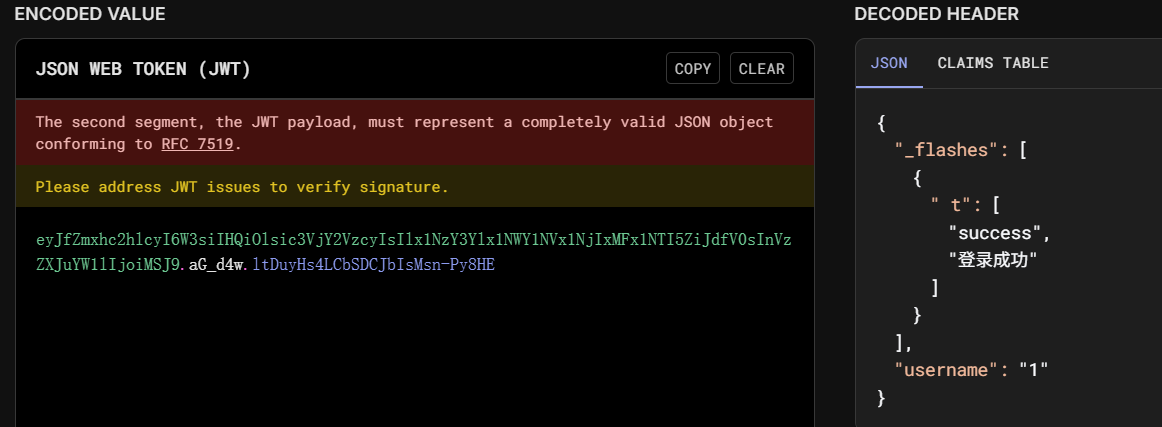 ENCODED VALUE
JSON WEB TOKEN (JWT)
COPY
CLEAR
The second segment, the JWT payload, must represent a completely valid JSON object
conforming to RFC 7519.
Please address JWT issues to verify signature.
eyJfZmxhc2hlcyI6W3siIHQiOlsic3VjY2VzcyIsIlx1NzY3Ylx1NWY1NVx1NjIxMFx1NTI5ZiJdfV0sInVz
ZXJuYW1lIjoiMSJ9.aG_d4w.ltDuyHs4LCbSDCJbIsMsn-Py8HE
DECODED HEADER
JSON
CLAIMS TABLE
{
"_flashes": [
{
" t": [
"success",
"登录成功"
]
}
],
"username": "1"
}